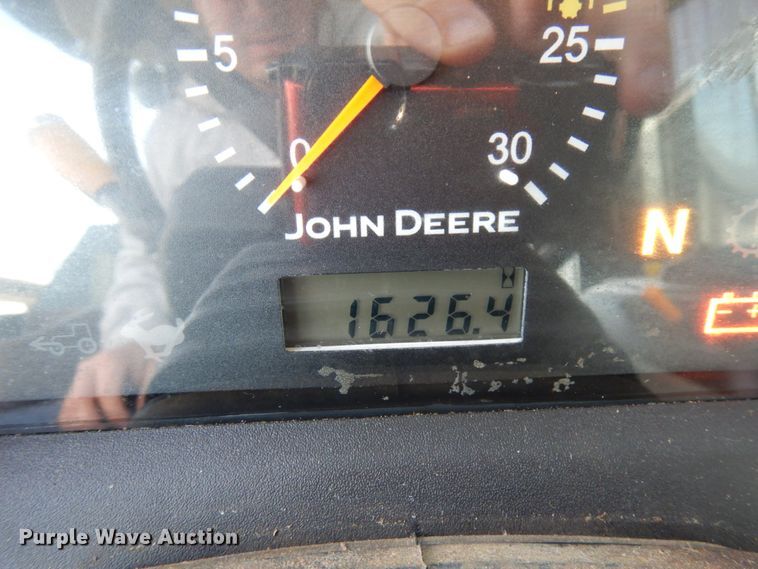 5
25
0
30
JOHN DEERE
N
1626.4
Purple Wave Auction